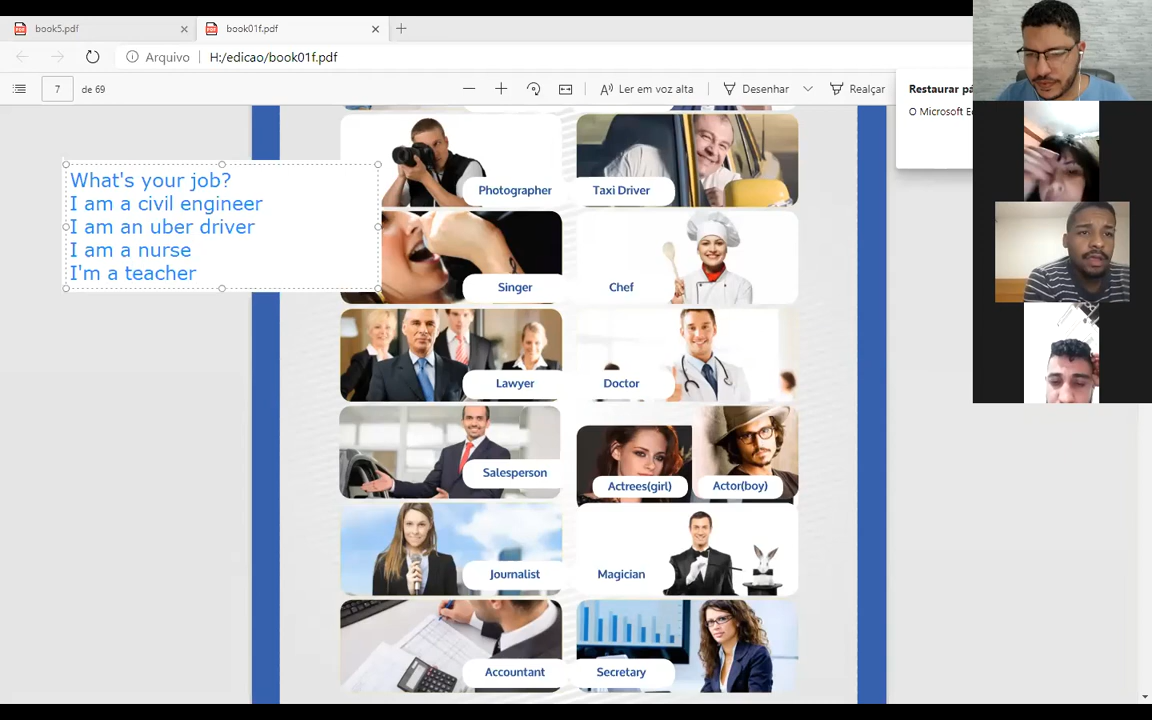 book5.pdf
book01f.pdf
Arquivo
H:/edicao/book01f.pdf
7 de 69
Ler em voz alta
Desenhar
Realçar
Restaurar pá
O Microsoft Ed
Photographer
Taxi Driver
What's your job?
I am a civil engineer
I am an uber driver
I am a nurse
I'm a teacher
Singer
Chef
Lawyer
Doctor
Salesperson
Actrees(girl)
Actor(boy)
Journalist
Magician
Accountant
Secretary